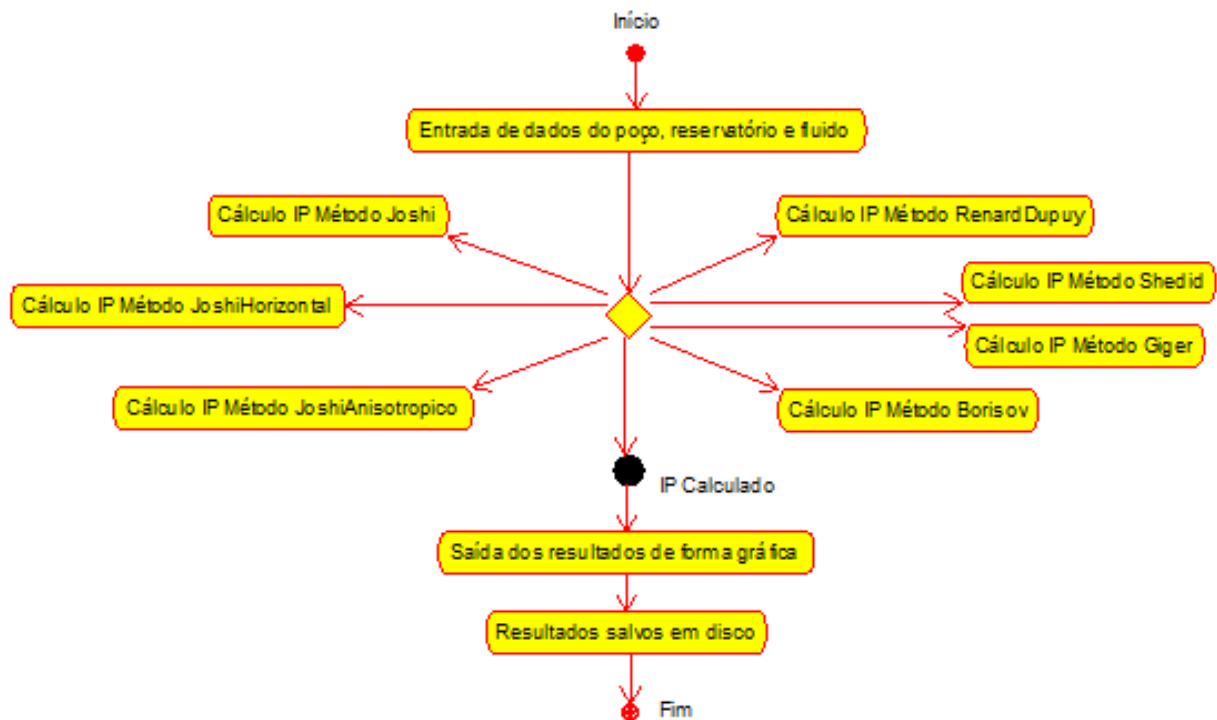 Início
Entrada de dados do poço, reservatório e fluido
Cálculo IP Método Joshi
Cálculo IP Método RenardDupuy
Cálculo IP Método JoshiHorizontal
Cálculo IP Método Shedid
Cálculo IP Método Giger
Cálculo IP Método JoshiAnisotropico
Cálculo IP Método Borisov
IP Calculado
Saída dos resultados de forma gráfica
Resultados salvos em disco
Fim